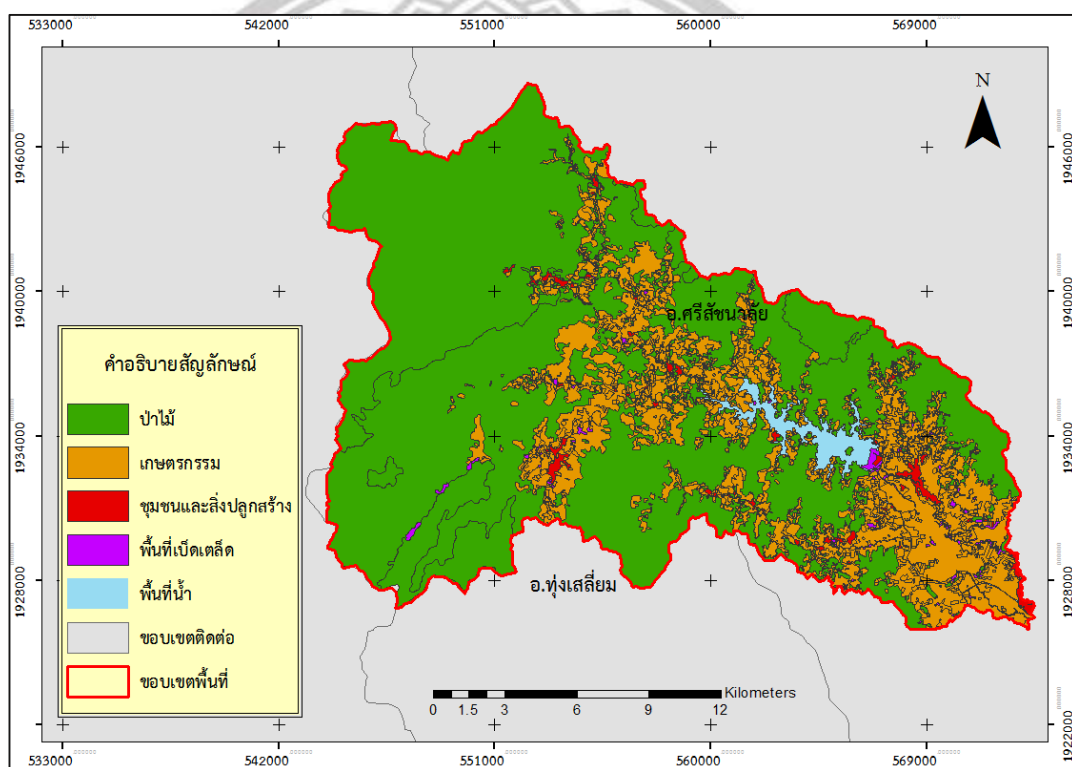 533000 542000 551000 560000 569000
N
1946000 1946000
1940000 1940000
อ.ศรีสัชนาลัย
คำอธิบายสัญลักษณ์
ป่าไม้
เกษตรกรรม
ชุมชนและสิ่งปลูกสร้าง
พื้นที่เบ็ดเตล็ด
พื้นที่น้ำ
ขอบเขตติดต่อ
ขอบเขตพื้นที่
1934000 1934000
อ.ทุ่งเสลี่ยม
1928000 1928000
Kilometers
0 1.5 3 6 9 12
1922000 1922000
533000 542000 551000 560000 569000